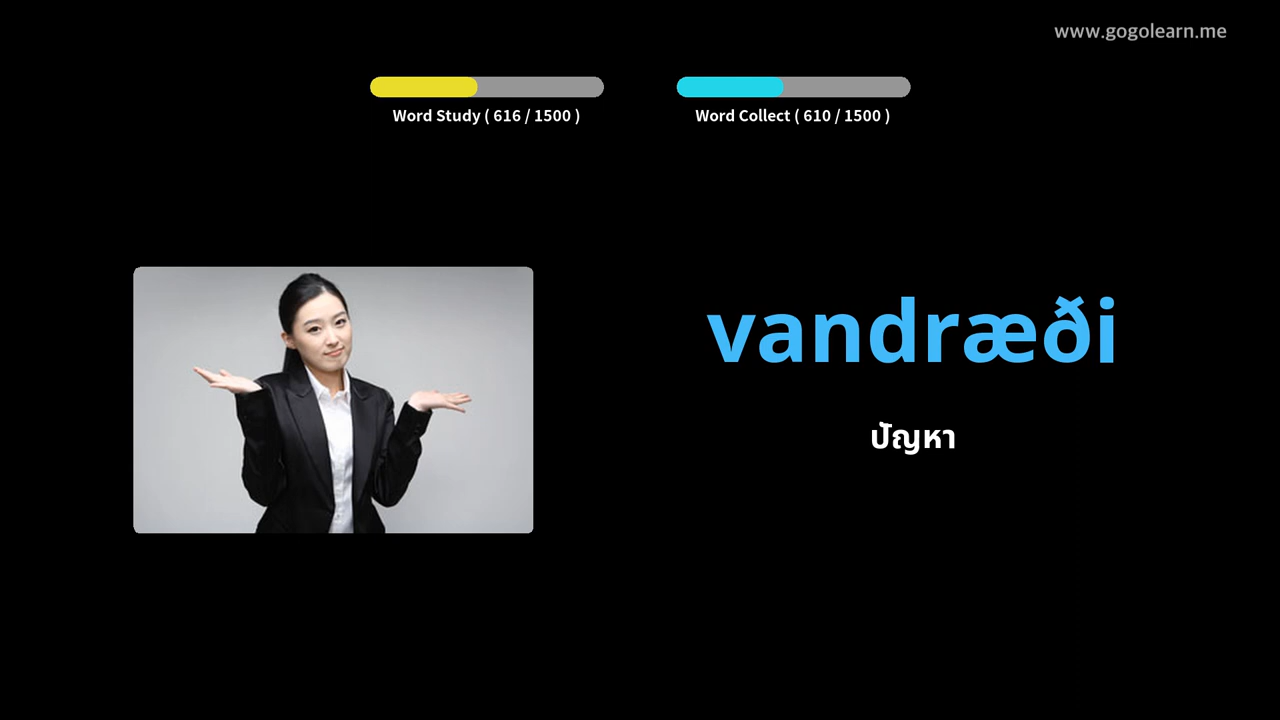 www.gogolearn.me
Word Study ( 616 / 1500 )
Word Collect ( 610 / 1500 )
vandræði
ปัญหา